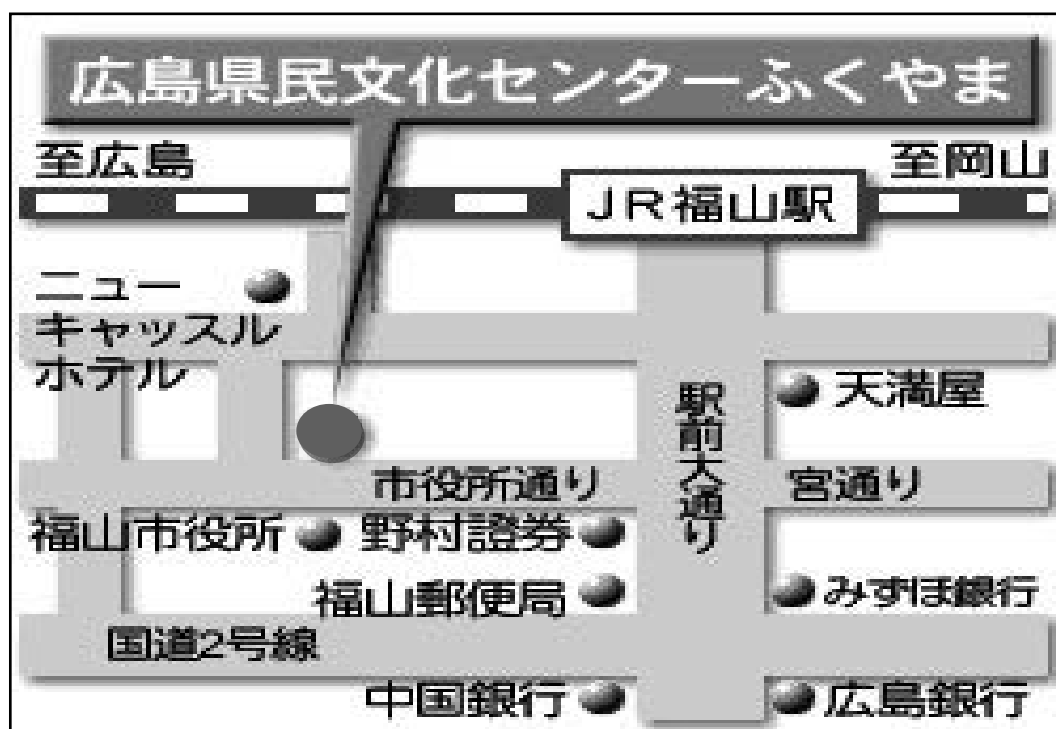 広島県民文化センターふくやま
至広島
至岡山
JR福山駅
ニュー
キャッスル
ホテル
天満屋
駅前大通り
市役所通り
宮通り
福山市役所
野村證券
福山郵便局
みずほ銀行
国道2号線
中国銀行
広島銀行